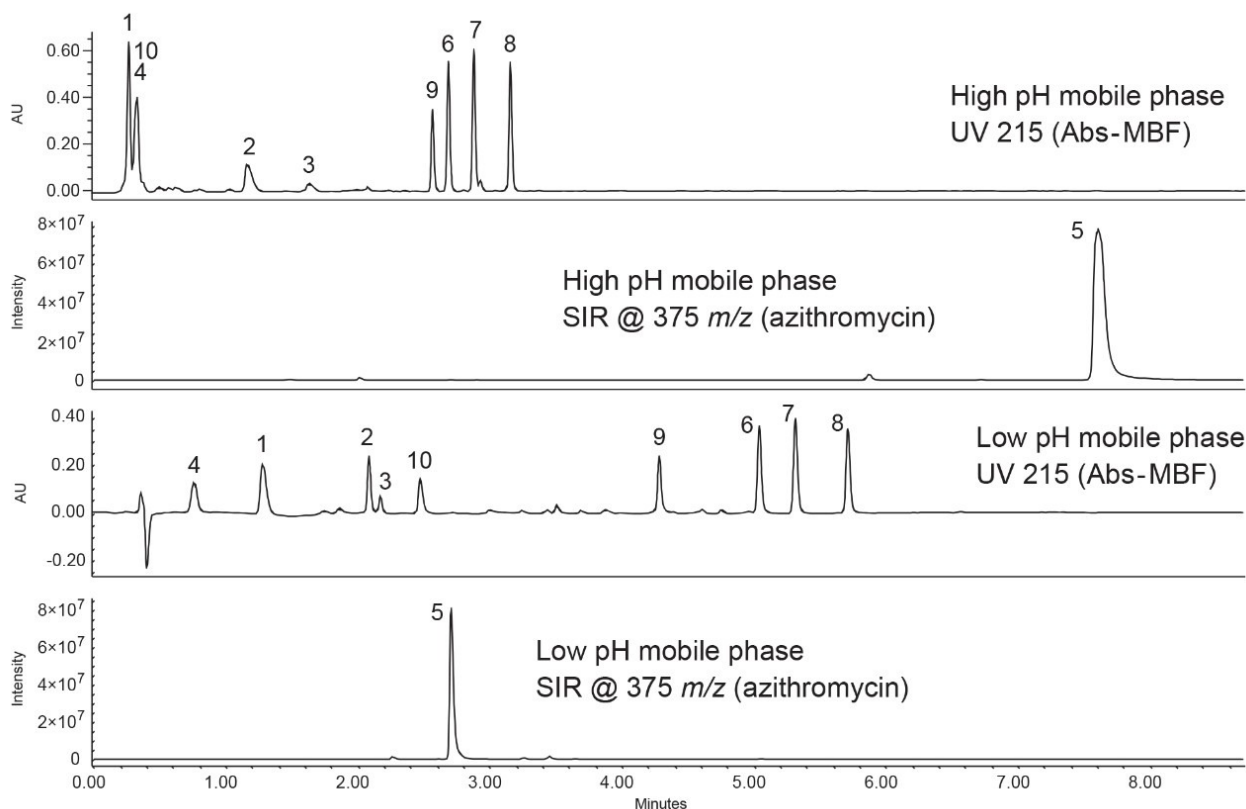 1
10
4
2
3
9
6
7
8
0.60
0.40
0.20
0.00
AU
High pH mobile phase
UV 215 (Abs-MBF)
8×10⁷
6×10⁷
4×10⁷
2×10⁷
0
Intensity
High pH mobile phase
SIR @ 375 m/z (azithromycin)
5
0.40
0.20
0.00
-0.20
AU
4
1
2
3
10
9
6
7
8
Low pH mobile phase
UV 215 (Abs-MBF)
8×10⁷
6×10⁷
4×10⁷
2×10⁷
0
Intensity
5
Low pH mobile phase
SIR @ 375 m/z (azithromycin)
0.00 1.00 2.00 3.00 4.00 5.00 6.00 7.00 8.00
Minutes